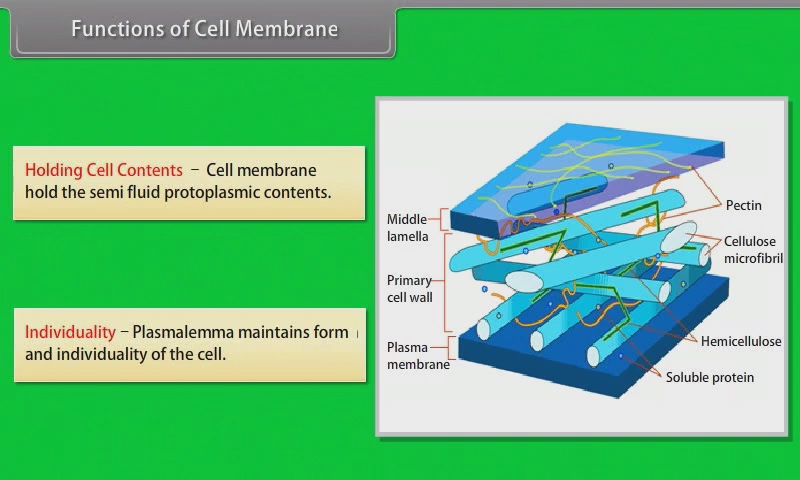 Functions of Cell Membrane
Holding Cell Contents – Cell membrane
hold the semi fluid protoplasmic contents.
Individuality – Plasmalemma maintains form
and individuality of the cell.
Middle
lamella
Primary
cell wall
Plasma
membrane
Pectin
Cellulose
microfibril
Hemicellulose
Soluble protein